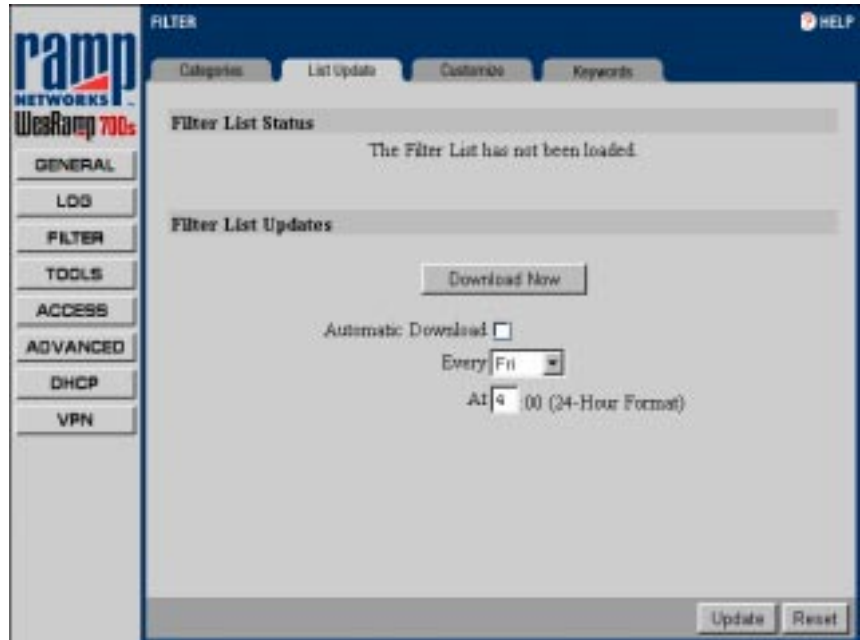 FILTER
HELP
ramp
NETWORKS
WebRamp 700s
Categories
List Update
Customize
Keywords
GENERAL
LOG
FILTER
TOOLS
ACCESS
ADVANCED
DHCP
VPN
Filter List Status
The Filter List has not been loaded.
Filter List Updates
Download Now
Automatic Download
Every Fri
At 4 :00 (24-Hour Format)
Update
Reset